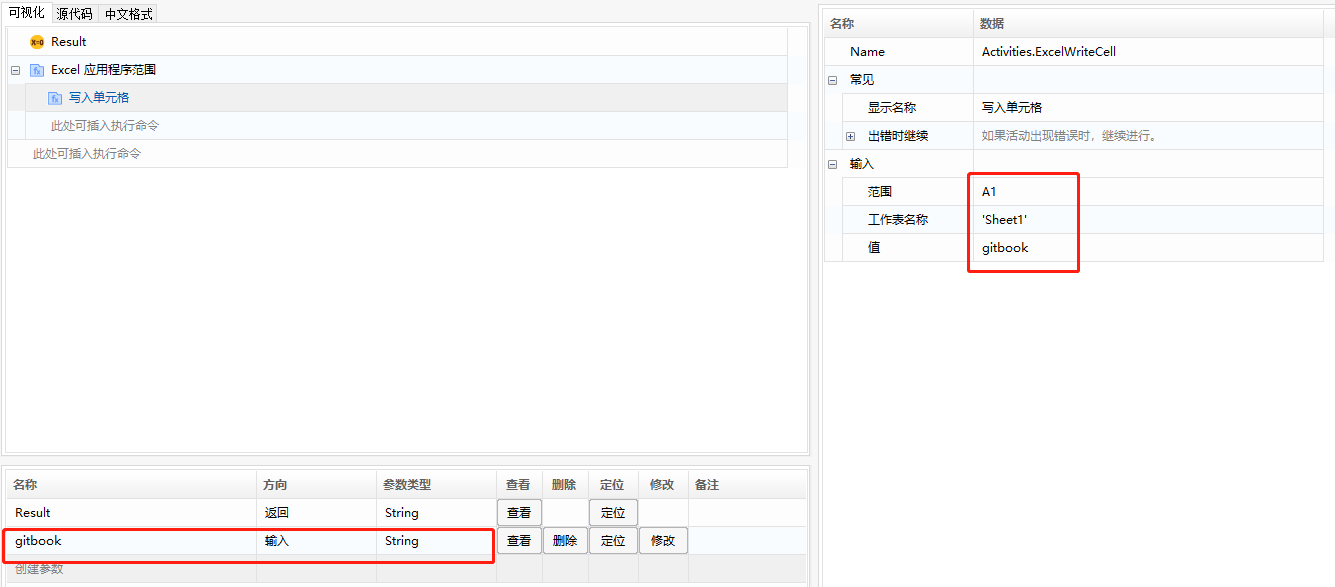 可视化 源代码 中文格式
Result
Excel 应用程序范围
写入单元格
此处可插入执行命令
此处可插入执行命令
名称 数据
Name Activities.ExcelWriteCell
常见
显示名称 写入单元格
出错时继续 如果活动出现错误时，继续进行。
输入
范围 A1
工作表名称 'Sheet1'
值 gitbook
名称 方向 参数类型 查看 删除 定位 修改 备注
Result 返回 String 查看 定位
gitbook 输入 String 查看 删除 定位 修改
创建参数